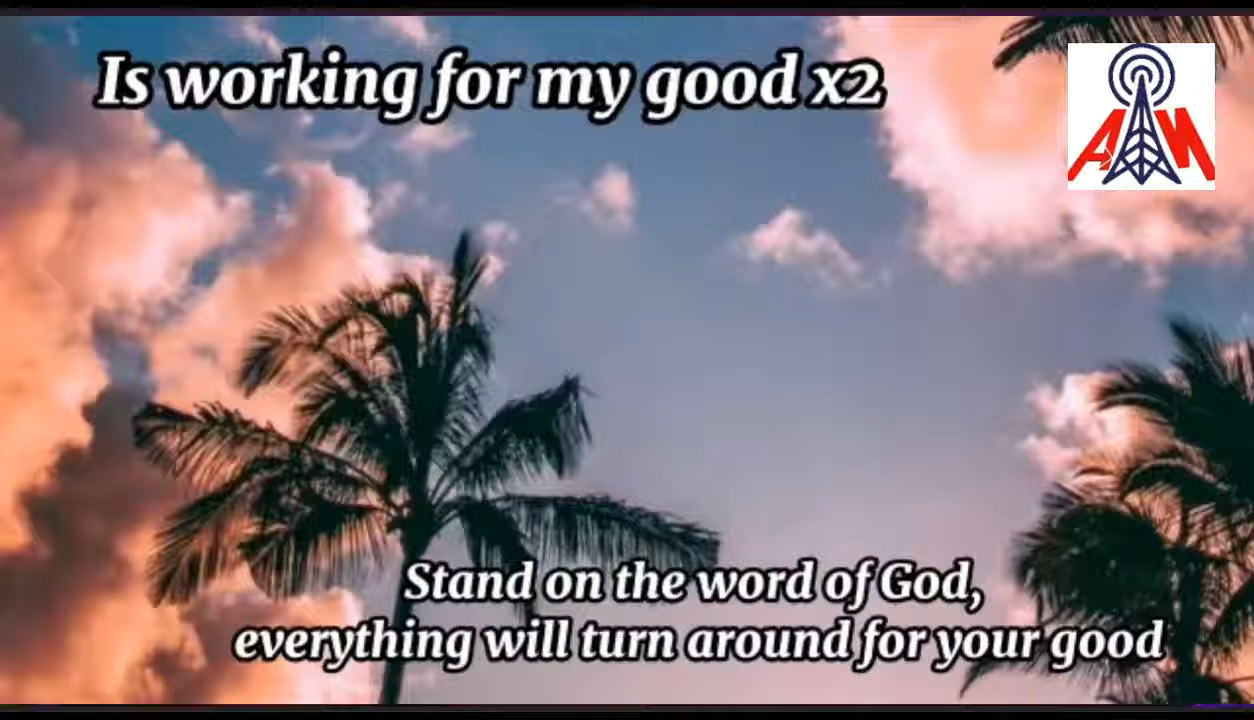 Is working for my good x2
AM
Stand on the word of God,
everything will turn around for your good